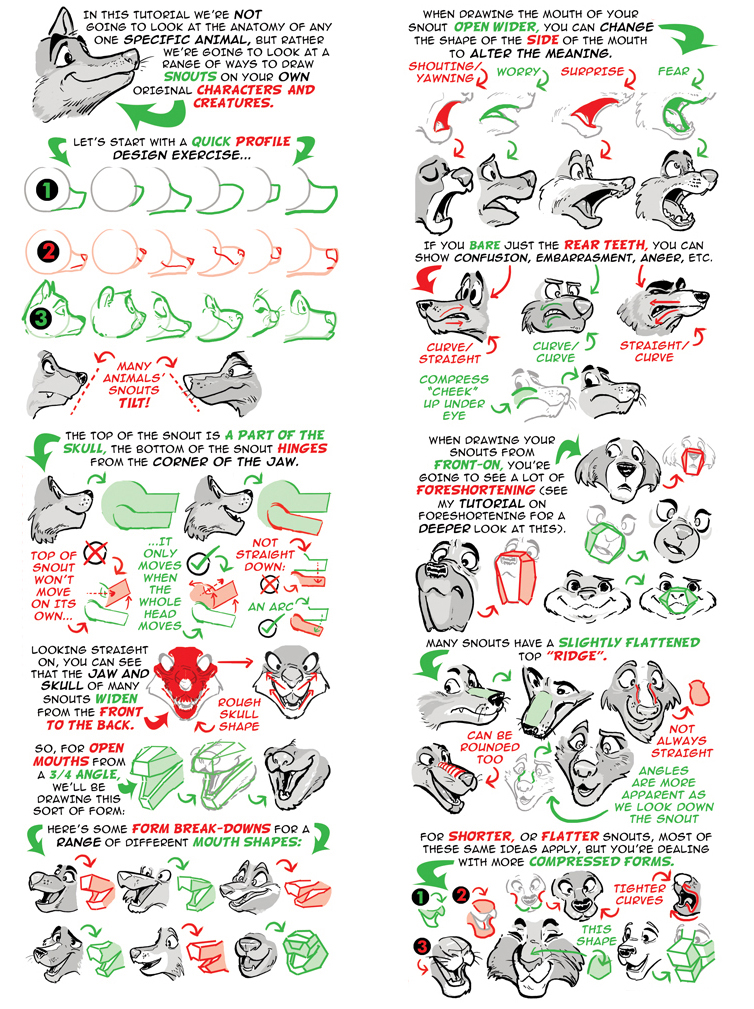 IN THIS TUTORIAL WE'RE NOT
GOING TO LOOK AT THE ANATOMY OF ANY
ONE SPECIFIC ANIMAL, BUT RATHER
WE'RE GOING TO LOOK AT A
RANGE OF WAYS TO DRAW
SNOUTS ON YOUR OWN
ORIGINAL CHARACTERS AND
CREATURES.
LET'S START WITH A QUICK PROFILE
DESIGN EXERCISE...
1
2
3
MANY
ANIMALS'
SNOUTS
TILT!
THE TOP OF THE SNOUT IS A PART OF THE
SKULL, THE BOTTOM OF THE SNOUT HINGES
FROM THE CORNER OF THE JAW.
TOP OF
SNOUT
WON'T
MOVE
ON ITS
OWN...
...IT
ONLY
MOVES
WHEN
THE
WHOLE
HEAD
MOVES
NOT
STRAIGHT
DOWN:
AN ARC
LOOKING STRAIGHT
ON, YOU CAN SEE
THAT THE JAW AND
SKULL OF MANY
SNOUTS WIDEN
FROM THE FRONT
TO THE BACK.
ROUGH
SKULL
SHAPE
SO, FOR OPEN
MOUTHS FROM
A 3/4 ANGLE,
WE'LL BE
DRAWING THIS
SORT OF FORM:
HERE'S SOME FORM BREAK-DOWNS FOR A
RANGE OF DIFFERENT MOUTH SHAPES:
WHEN DRAWING THE MOUTH OF YOUR
SNOUT OPEN WIDER, YOU CAN CHANGE
THE SHAPE OF THE SIDE OF THE MOUTH
TO ALTER THE MEANING.
SHOUTING/
YAWNING
WORRY
SURPRISE
FEAR
IF YOU BARE JUST THE REAR TEETH, YOU CAN
SHOW CONFUSION, EMBARRASMENT, ANGER, ETC.
CURVE/
STRAIGHT
CURVE/
CURVE
STRAIGHT/
CURVE
COMPRESS
"CHEEK"
UP UNDER
EYE
WHEN DRAWING YOUR
SNOUTS FROM
FRONT-ON, YOU'RE
GOING TO SEE A LOT OF
FORESHORTENING (SEE
MY TUTORIAL ON
FORESHORTENING FOR A
DEEPER LOOK AT THIS).
MANY SNOUTS HAVE A SLIGHTLY FLATTENED
TOP "RIDGE".
CAN BE
ROUNDED
TOO
NOT
ALWAYS
STRAIGHT
ANGLES
ARE MORE
APPARENT AS
WE LOOK DOWN
THE SNOUT
FOR SHORTER, OR FLATTER SNOUTS, MOST OF
THESE SAME IDEAS APPLY, BUT YOU'RE DEALING
WITH MORE COMPRESSED FORMS.
1
2
TIGHTER
CURVES
3
THIS
SHAPE